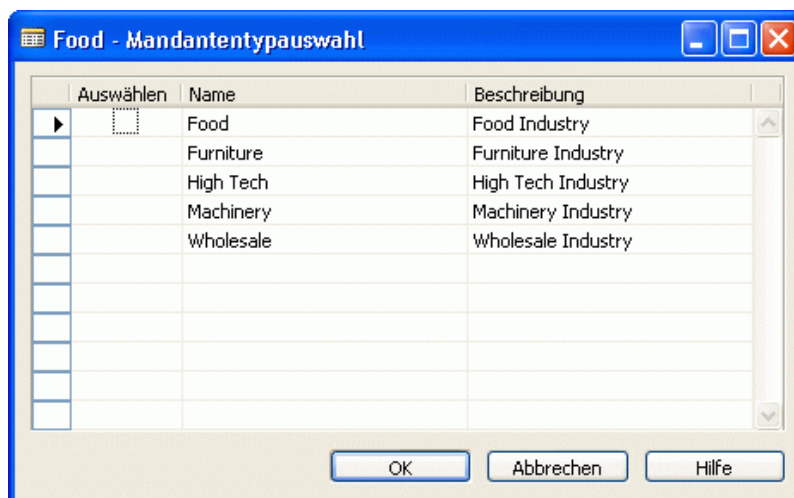 Food - Mandantentypauswahl
Auswählen Name Beschreibung
Food Food Industry
Furniture Furniture Industry
High Tech High Tech Industry
Machinery Machinery Industry
Wholesale Wholesale Industry
OK Abbrechen Hilfe